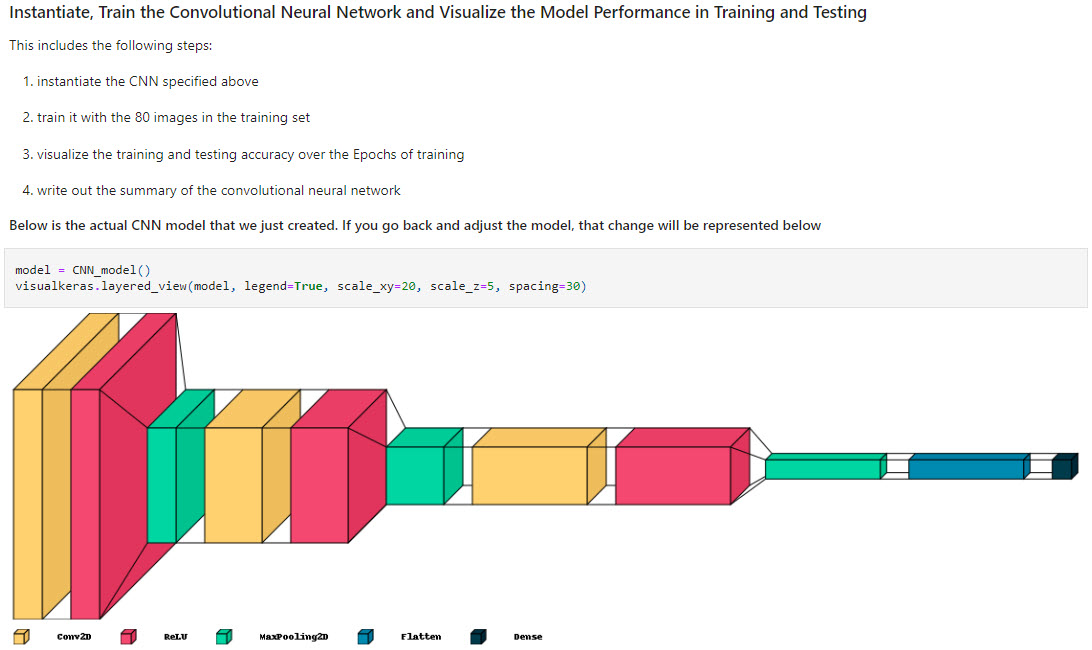 Instantiate, Train the Convolutional Neural Network and Visualize the Model Performance in Training and Testing
This includes the following steps:
1. instantiate the CNN specified above
2. train it with the 80 images in the training set
3. visualize the training and testing accuracy over the Epochs of training
4. write out the summary of the convolutional neural network
Below is the actual CNN model that we just created. If you go back and adjust the model, that change will be represented below
model = CNN_model()
visualkeras.layered_view(model, legend=True, scale_xy=20, scale_z=5, spacing=30)
Conv2D ReLU MaxPooling2D Flatten Dense